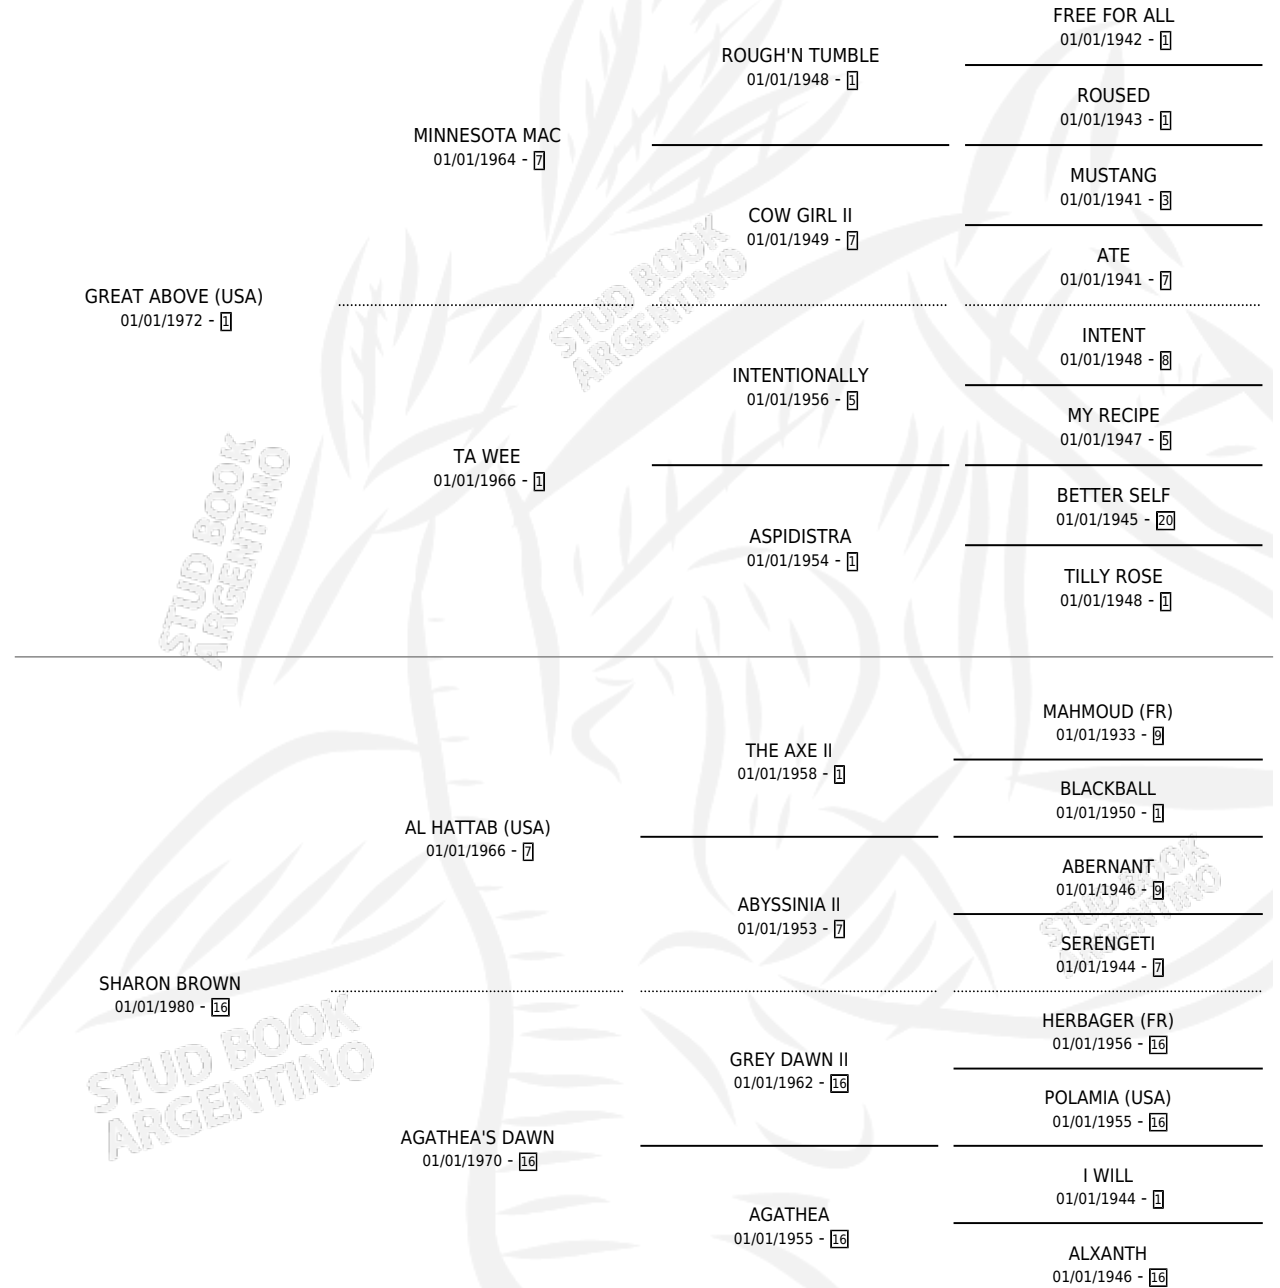 FREE FOR ALL
01/01/1942 - 1
ROUGH'N TUMBLE
01/01/1948 - 1
ROUSED
01/01/1943 - 1
MINNESOTA MAC
01/01/1964 - 7
MUSTANG
01/01/1941 - 3
COW GIRL II
01/01/1949 - 7
ATE
01/01/1941 - 7
GREAT ABOVE (USA)
01/01/1972 - 1
INTENT
01/01/1948 - 8
INTENTIONALLY
01/01/1956 - 5
MY RECIPE
01/01/1947 - 5
TA WEE
01/01/1966 - 1
BETTER SELF
01/01/1945 - 20
ASPIDISTRA
01/01/1954 - 1
TILLY ROSE
01/01/1948 - 1
MAHMOUD (FR)
01/01/1933 - 9
THE AXE II
01/01/1958 - 1
BLACKBALL
01/01/1950 - 1
AL HATTAB (USA)
01/01/1966 - 7
ABERNANT
01/01/1946 - 9
ABYSSINIA II
01/01/1953 - 7
SERENGETI
01/01/1944 - 7
SHARON BROWN
01/01/1980 - 16
HERBAGER (FR)
01/01/1956 - 16
GREY DAWN II
01/01/1962 - 16
POLAMIA (USA)
01/01/1955 - 16
AGATHEA'S DAWN
01/01/1970 - 16
I WILL
01/01/1944 - 1
AGATHEA
01/01/1955 - 16
ALXANTH
01/01/1946 - 16
STUD BOOK
ARGENTINO
STUD BOOK
ARGENTINO
STUD BOOK
ARGENTINO
STUD BOOK
ARGENTINO